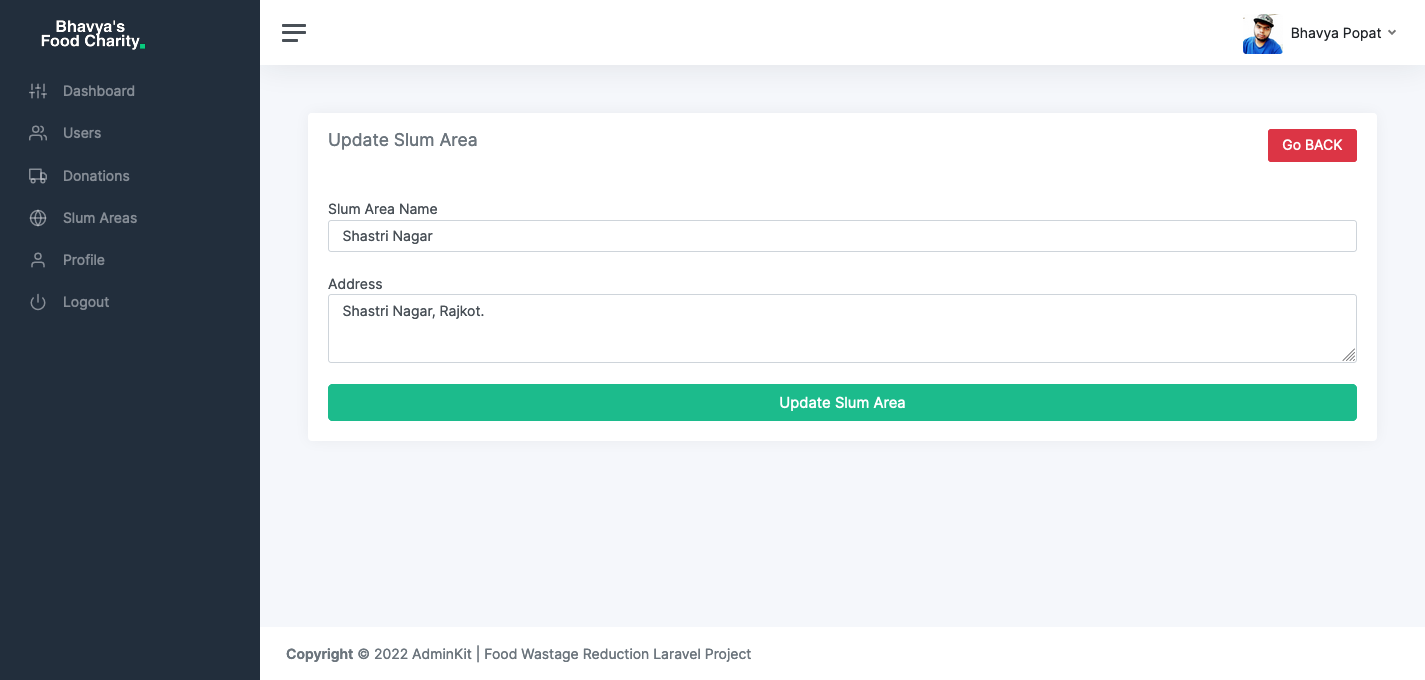 Bhavya's
Food Charity.
Dashboard
Users
Donations
Slum Areas
Profile
Logout
Bhavya Popat
Update Slum Area
Go BACK
Slum Area Name
Shastri Nagar
Address
Shastri Nagar, Rajkot.
Update Slum Area
Copyright © 2022 AdminKit | Food Wastage Reduction Laravel Project